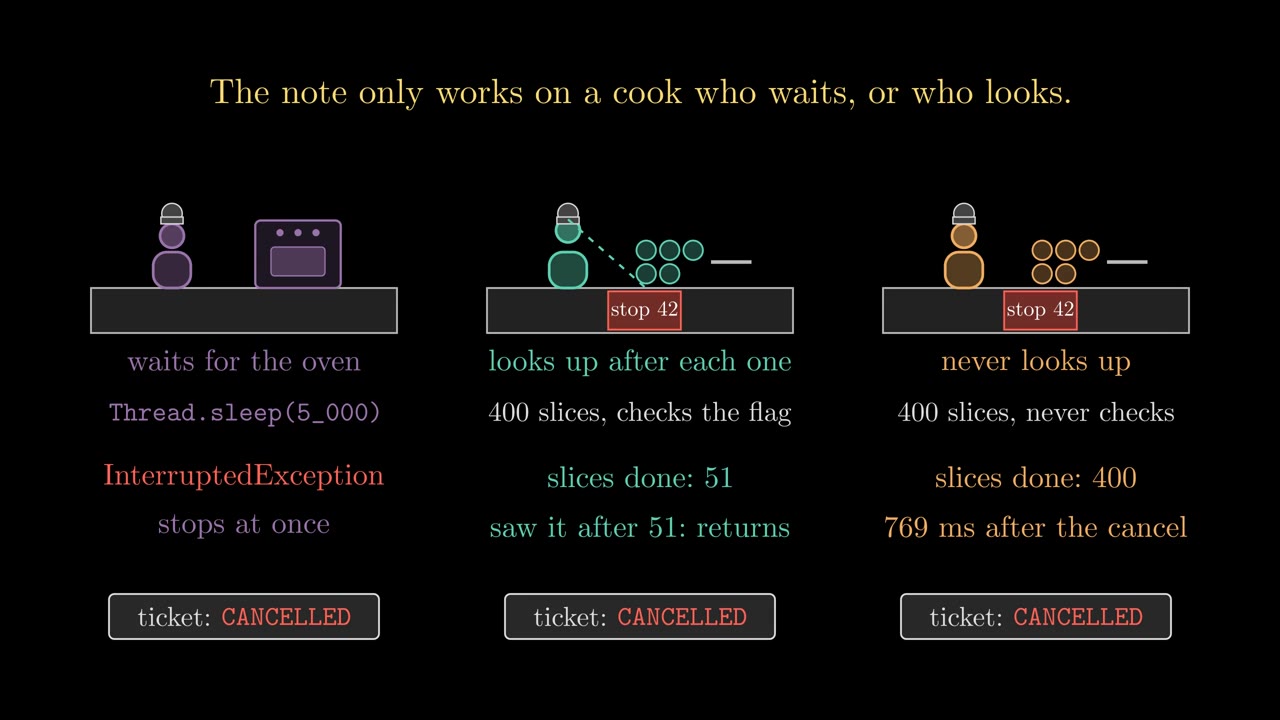 The note only works on a cook who waits, or who looks.
stop 42
stop 42
waits for the oven
looks up after each one
never looks up
Thread.sleep(5_000)
400 slices, checks the flag
400 slices, never checks
InterruptedException
slices done: 51
slices done: 400
stops at once
saw it after 51: returns
769 ms after the cancel
ticket: CANCELLED
ticket: CANCELLED
ticket: CANCELLED